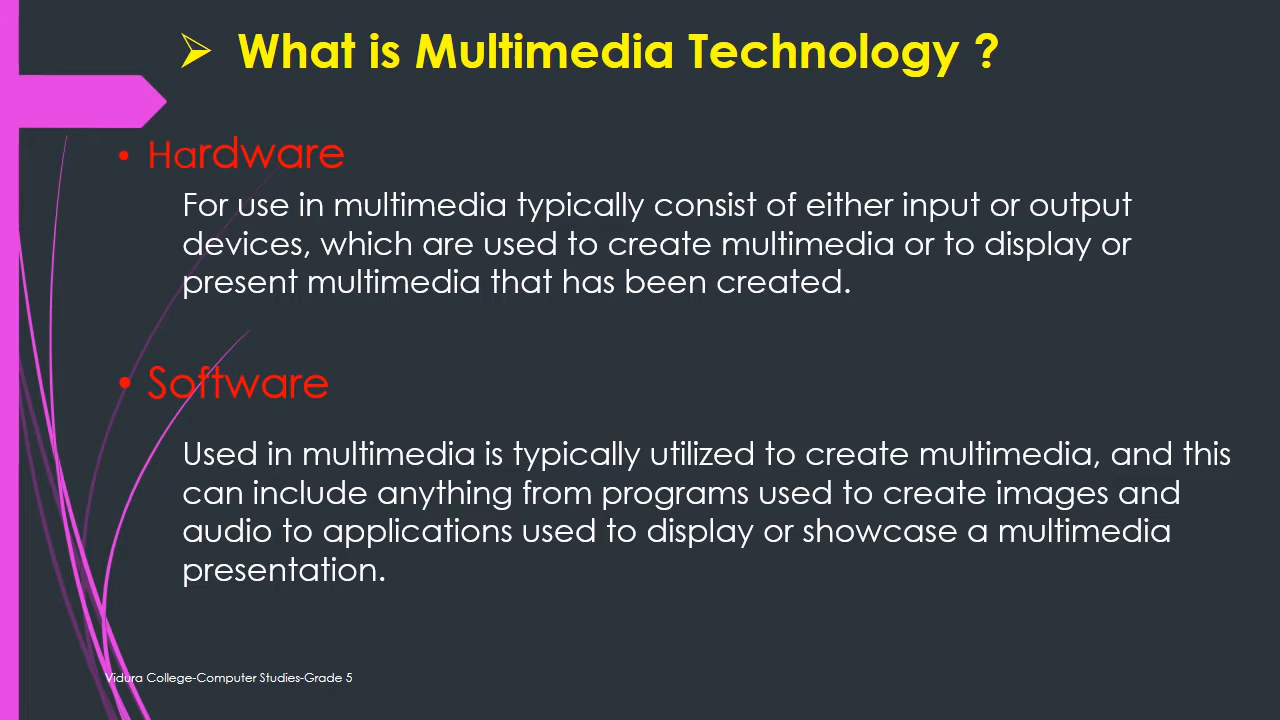 ➢ What is Multimedia Technology ?
• Hardware
For use in multimedia typically consist of either input or output
devices, which are used to create multimedia or to display or
present multimedia that has been created.
• Software
Used in multimedia is typically utilized to create multimedia, and this
can include anything from programs used to create images and
audio to applications used to display or showcase a multimedia
presentation.
Vidura College-Computer Studies-Grade 5